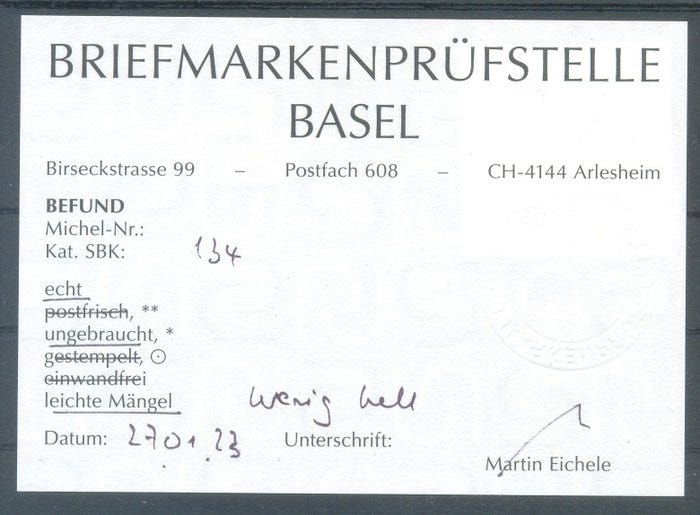 BRIEFMARKENPRÜFSTELLE
BASEL
Birseckstrasse 99 – Postfach 608 – CH-4144 Arlesheim
BEFUND
Michel-Nr.:
Kat. SBK: 134
echt
postfrisch, **
ungebraucht, *
gestempelt, ⊙
einwandfrei
leichte Mängel wenig hell
Datum: 27.01.23 Unterschrift:
Martin Eichele